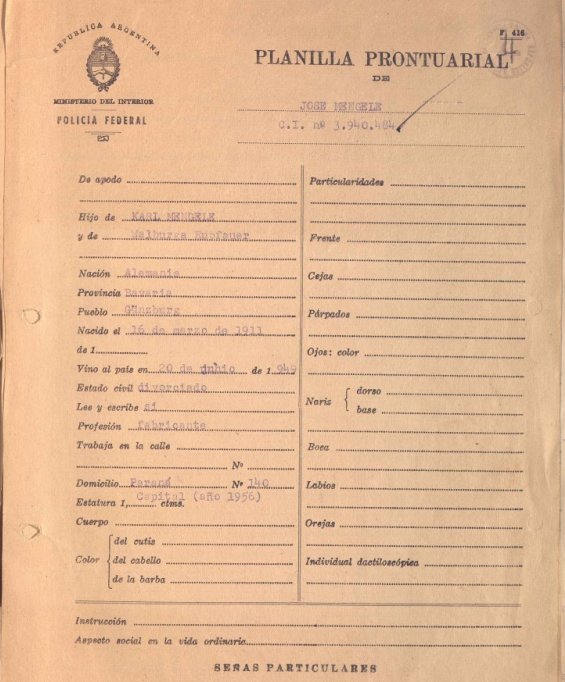 REPUBLICA ARGENTINA
MINISTERIO DEL INTERIOR
POLICIA FEDERAL
F. 416
PLANILLA PRONTUARIAL
DE
JOSE MENGELE
C.I. nº 3.940.484
De apodo
Hijo de KARL MENGELE
y de Walburga Hupfauer
Nación Alemania
Provincia Bavaria
Pueblo Günzburg
Nacido el 16 de marzo de 1911
de 1
Vino al país en 20 de junio de 1.949
Estado civil divorciado
Lee y escribe si
Profesión fabricante
Trabaja en la calle
Nº
Domicilio Paraná Nº 140
Capital (año 1956)
Estatura 1, ctms.
Cuerpo
Color { del cutis
del cabello
de la barba
Particularidades
Frente
Cejas
Párpados
Ojos: color
Nariz { dorso
base
Boca
Labios
Orejas
Individual dactiloscópica
Instrucción
Aspecto social en la vida ordinaria
SEÑAS PARTICULARES